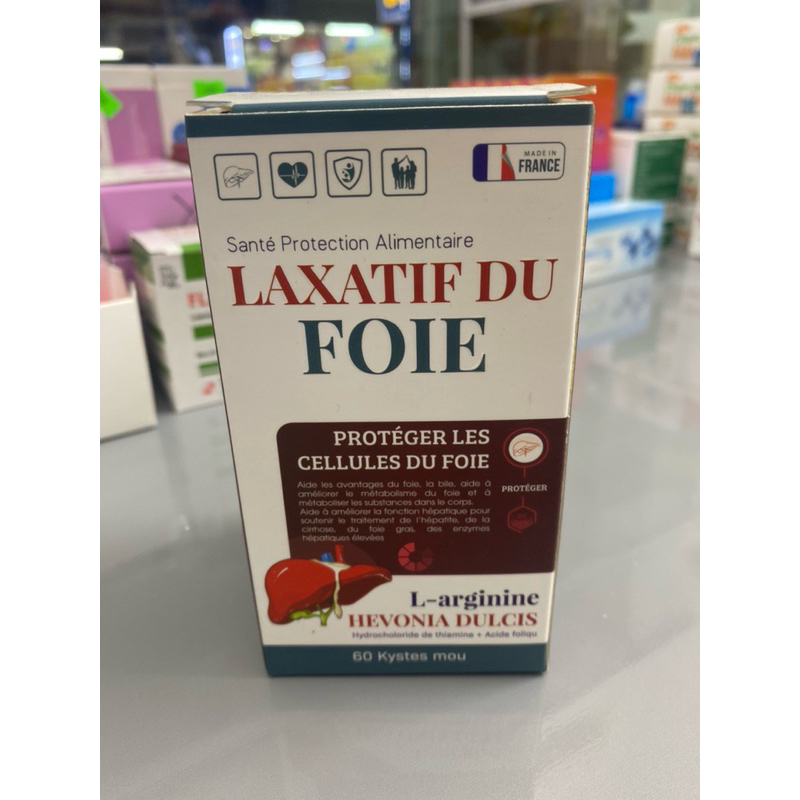 MADE IN
FRANCE
Santé Protection Alimentaire
LAXATIF DU
FOIE
PROTÉGER LES
CELLULES DU FOIE
Aide les avantages du foie, la bile, aide à
améliorer le métabolisme du foie et à
métaboliser les substances dans le corps.
Aide à améliorer la fonction hépatique pour
soutenir le traitement de l'hépatite, de la
cirrhose, du foie gras, des enzymes
hépatiques élevées
PROTÉGER
L-arginine
HEVONIA DULCIS
Hydrocholoride de thiamine + Acide foliqu
60 Kystes mou